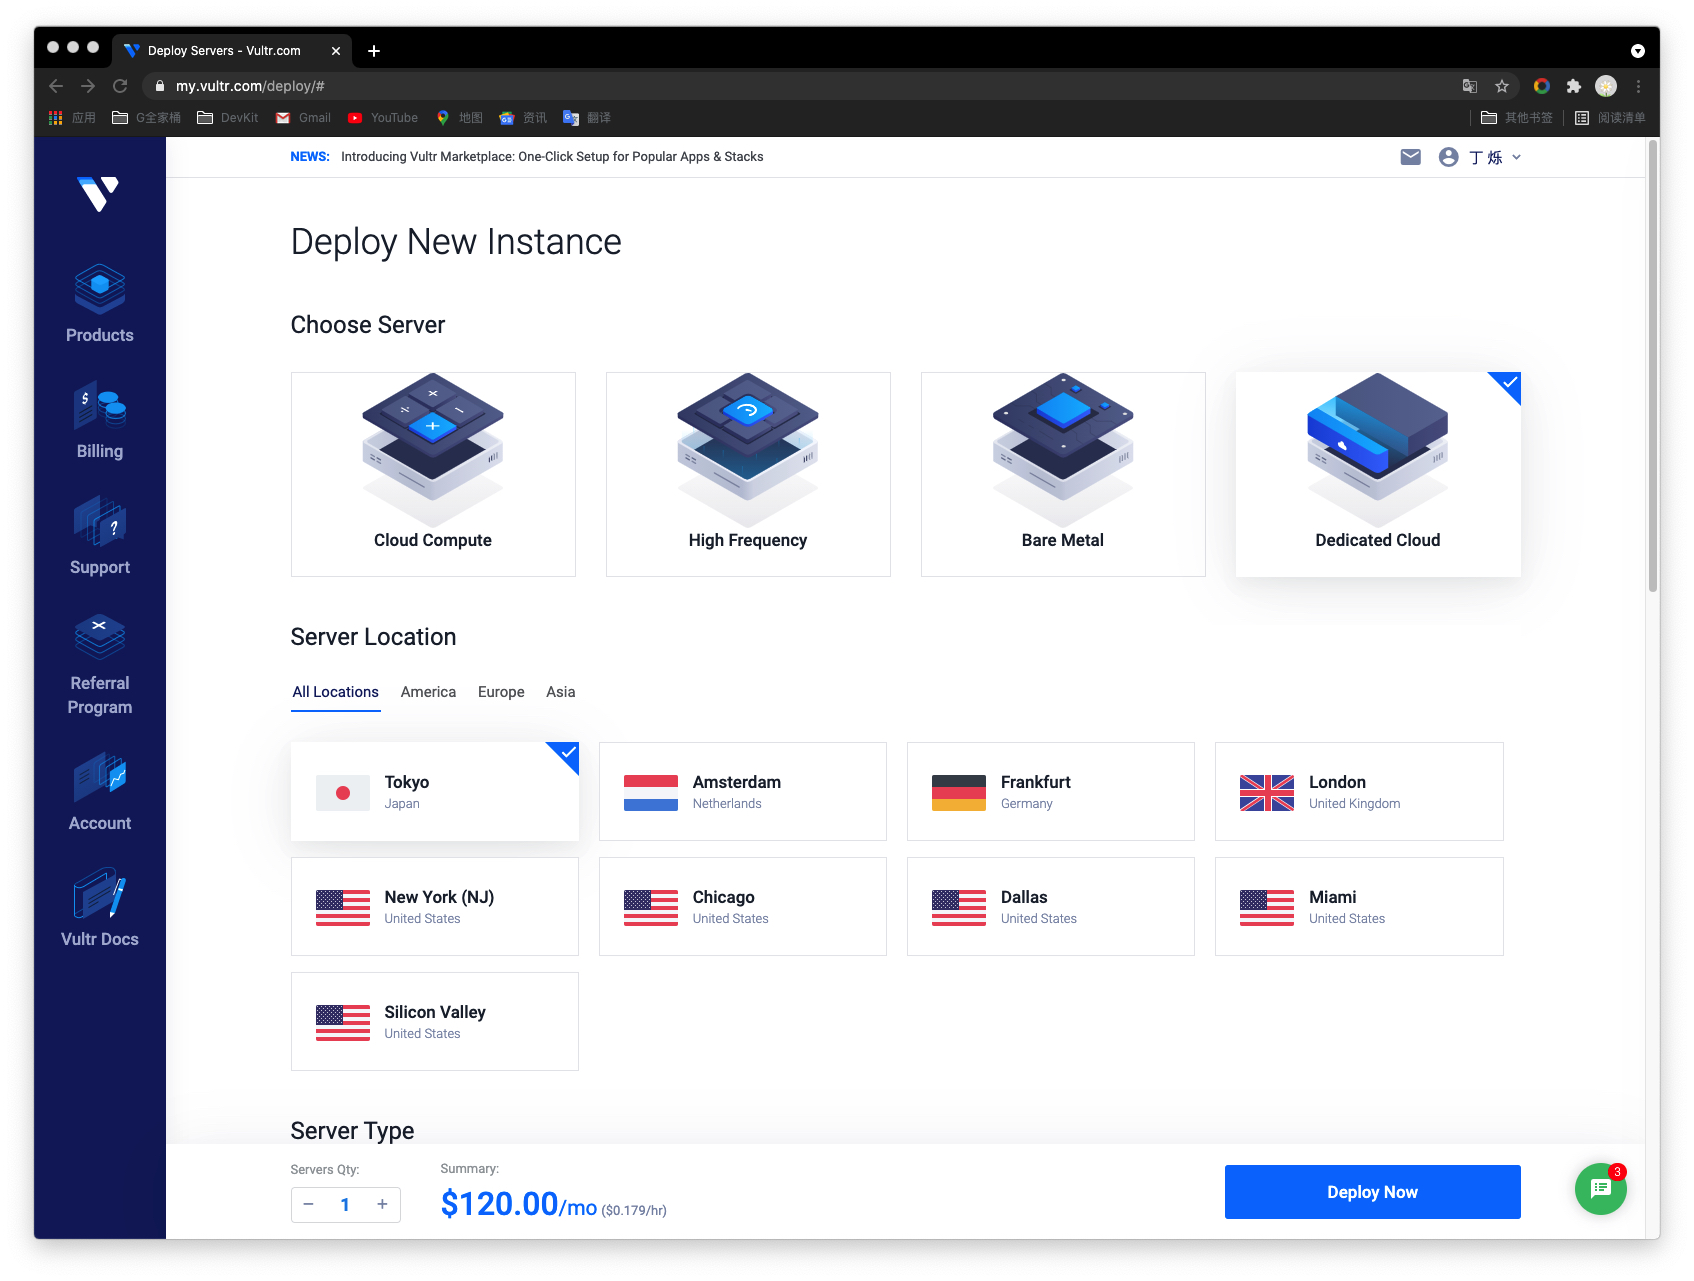 Deploy Servers - Vultr.com
my.vultr.com/deploy/#
应用
G全家桶
DevKit
Gmail
YouTube
地图
资讯
翻译
其他书签
阅读清单
NEWS: Introducing Vultr Marketplace: One-Click Setup for Popular Apps & Stacks
丁 烁
Products
Billing
Support
Referral
Program
Account
Vultr Docs
Deploy New Instance
Choose Server
Cloud Compute
High Frequency
Bare Metal
Dedicated Cloud
Server Location
All Locations
America
Europe
Asia
Tokyo
Japan
Amsterdam
Netherlands
Frankfurt
Germany
London
United Kingdom
New York (NJ)
United States
Chicago
United States
Dallas
United States
Miami
United States
Silicon Valley
United States
Server Type
Servers Qty:
− 1 +
Summary:
$120.00/mo ($0.179/hr)
Deploy Now
3